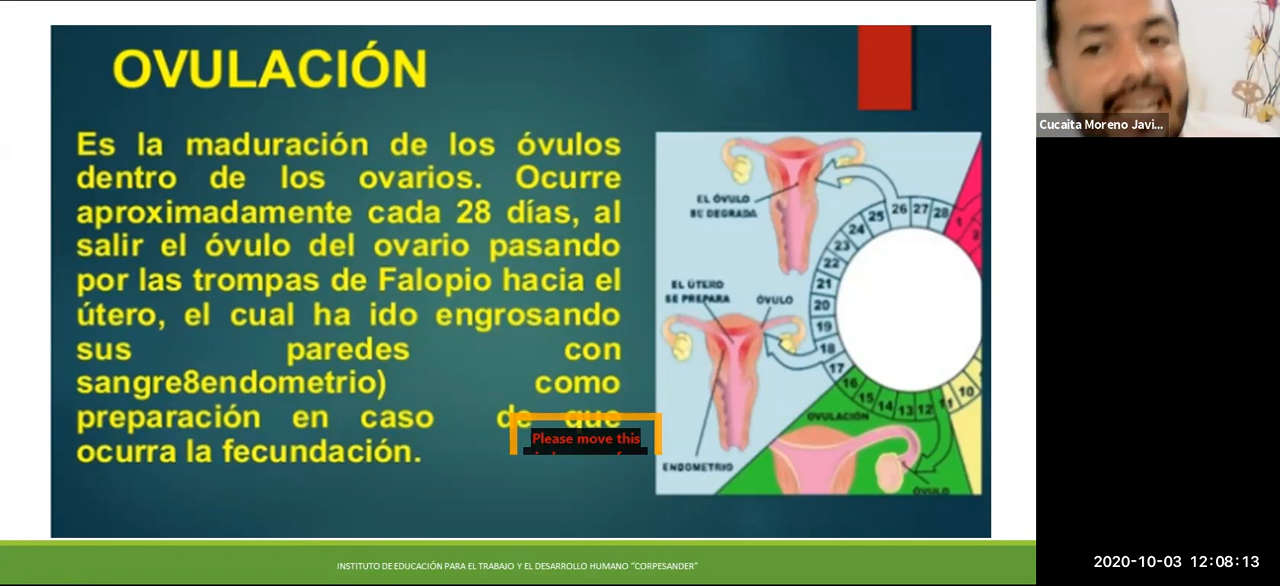 OVULACIÓN
Es la maduración de los óvulos
dentro de los ovarios. Ocurre
aproximadamente cada 28 días, al
salir el óvulo del ovario pasando
por las trompas de Falopio hacia el
útero, el cual ha ido engrosando
sus paredes con
sangre8endometrio) como
preparación en caso de que
ocurra la fecundación.
Please move this
EL ÓVULO
SE DEGRADA
EL ÚTERO
SE PREPARA
ÓVULO
ENDOMETRIO
OVULACIÓN
ÓVULO
28
27
26
25
24
23
22
21
20
19
18
17
16
15
14
13
12
11
10
1
2
Cucaita Moreno Javi...
2020-10-03 12:08:13
INSTITUTO DE EDUCACIÓN PARA EL TRABAJO Y EL DESARROLLO HUMANO “CORPESANDER”